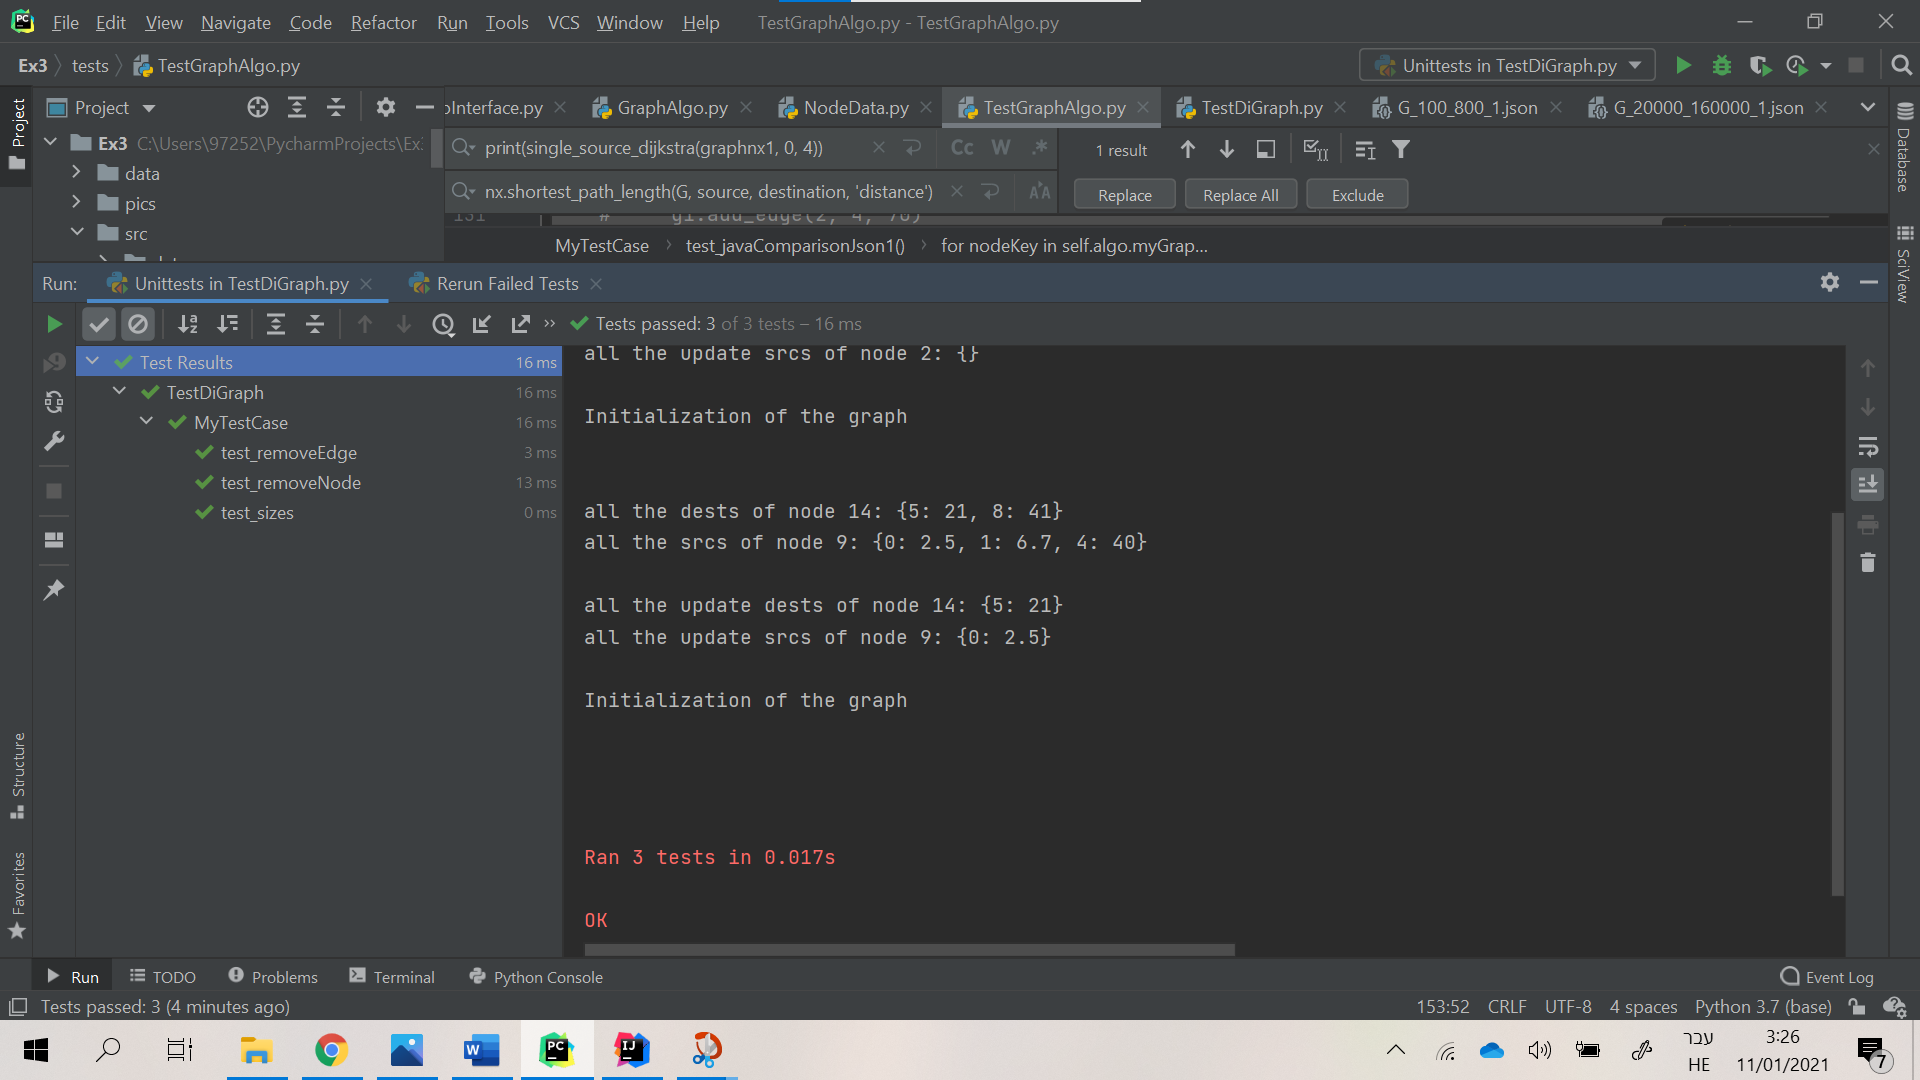 File Edit View Navigate Code Refactor Run Tools VCS Window Help TestGraphAlgo.py - TestGraphAlgo.py
Ex3 tests TestGraphAlgo.py Unittests in TestDiGraph.py
Project
Project oInterface.py GraphAlgo.py NodeData.py TestGraphAlgo.py TestDiGraph.py G_100_800_1.json G_20000_160000_1.json
Ex3 C:\Users\97252\PycharmProjects\Ex
data
pics
src
print(single_source_dijkstra(graphnx1, 0, 4)) Cc W .* 1 result
nx.shortest_path_length(G, source, destination, 'distance') Replace Replace All Exclude
151 # g1.add_edge(2, 4, 70)
MyTestCase test_javaComparisonJson1() for nodeKey in self.algo.myGrap...
Database
SciView
Run: Unittests in TestDiGraph.py Rerun Failed Tests
Tests passed: 3 of 3 tests – 16 ms
Test Results 16 ms
TestDiGraph 16 ms
MyTestCase 16 ms
test_removeEdge 3 ms
test_removeNode 13 ms
test_sizes 0 ms
all the update srcs of node 2: {}
Initialization of the graph
all the dests of node 14: {5: 21, 8: 41}
all the srcs of node 9: {0: 2.5, 1: 6.7, 4: 40}
all the update dests of node 14: {5: 21}
all the update srcs of node 9: {0: 2.5}
Initialization of the graph
Ran 3 tests in 0.017s
OK
Structure
Favorites
Run TODO Problems Terminal Python Console Event Log
Tests passed: 3 (4 minutes ago) 153:52 CRLF UTF-8 4 spaces Python 3.7 (base)
עבר 3:26
HE 11/01/2021 7